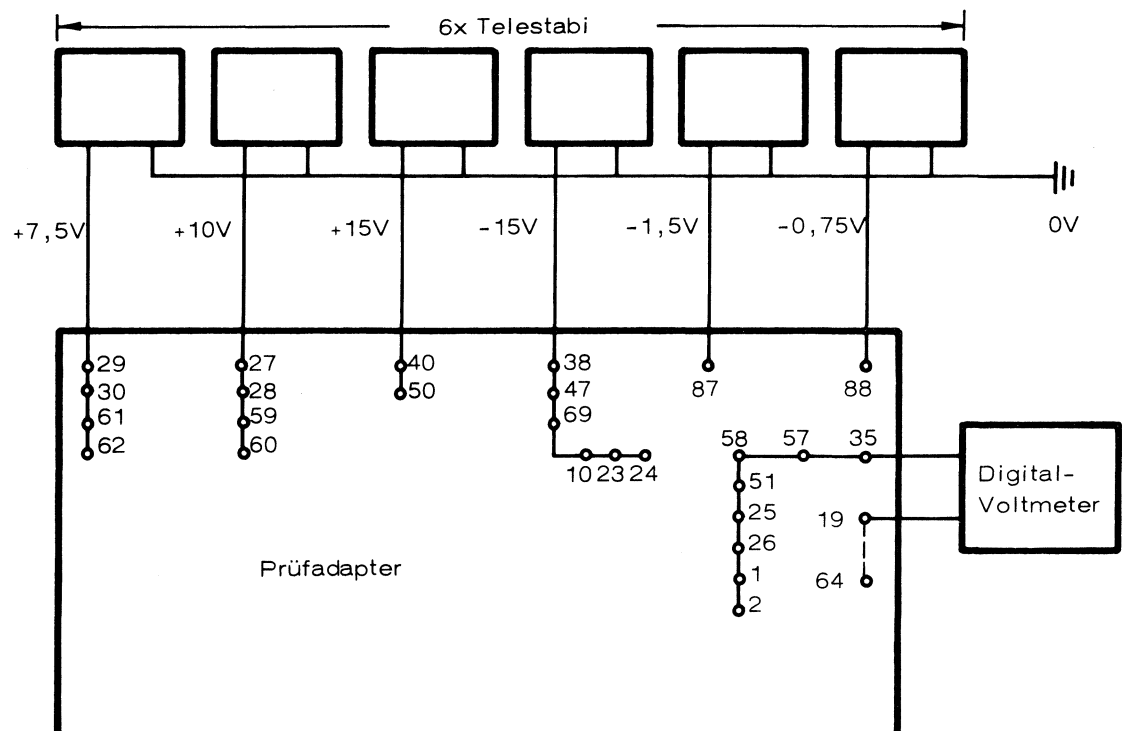 6x Telestabi
+7,5V +10V +15V -15V -1,5V -0,75V 0V
29 27 40 38 87 88
30 28 50 47
61 59 69
62 60 10 23 24 58 57 35
51
25 19
26
1 64
2
Digital-
Voltmeter
Prüfadapter